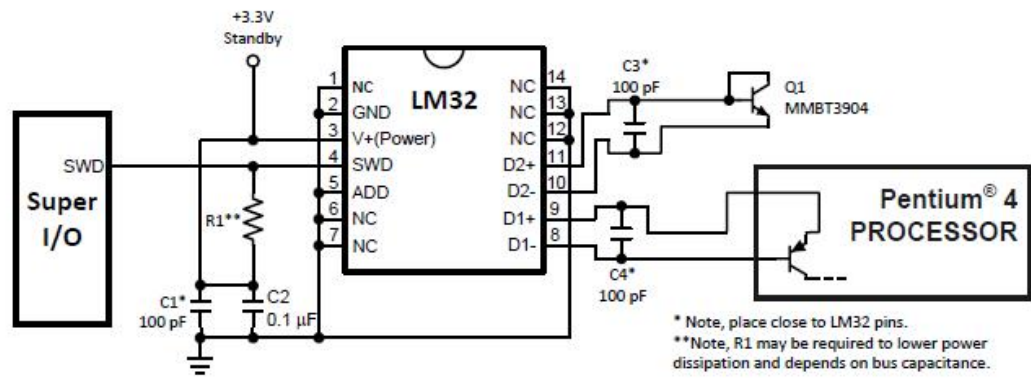 +3.3V
Standby
LM32
1
NC
2
GND
3
V+(Power)
4
SWD
5
ADD
6
NC
7
NC
14
NC
13
NC
12
NC
11
D2+
10
D2-
9
D1+
8
D1-
C3*
100 pF
Q1
MMBT3904
SWD
Super
I/O
R1**
C1*
100 pF
C2
0.1 μF
C4*
100 pF
Pentium® 4
PROCESSOR
* Note, place close to LM32 pins.
**Note, R1 may be required to lower power
dissipation and depends on bus capacitance.